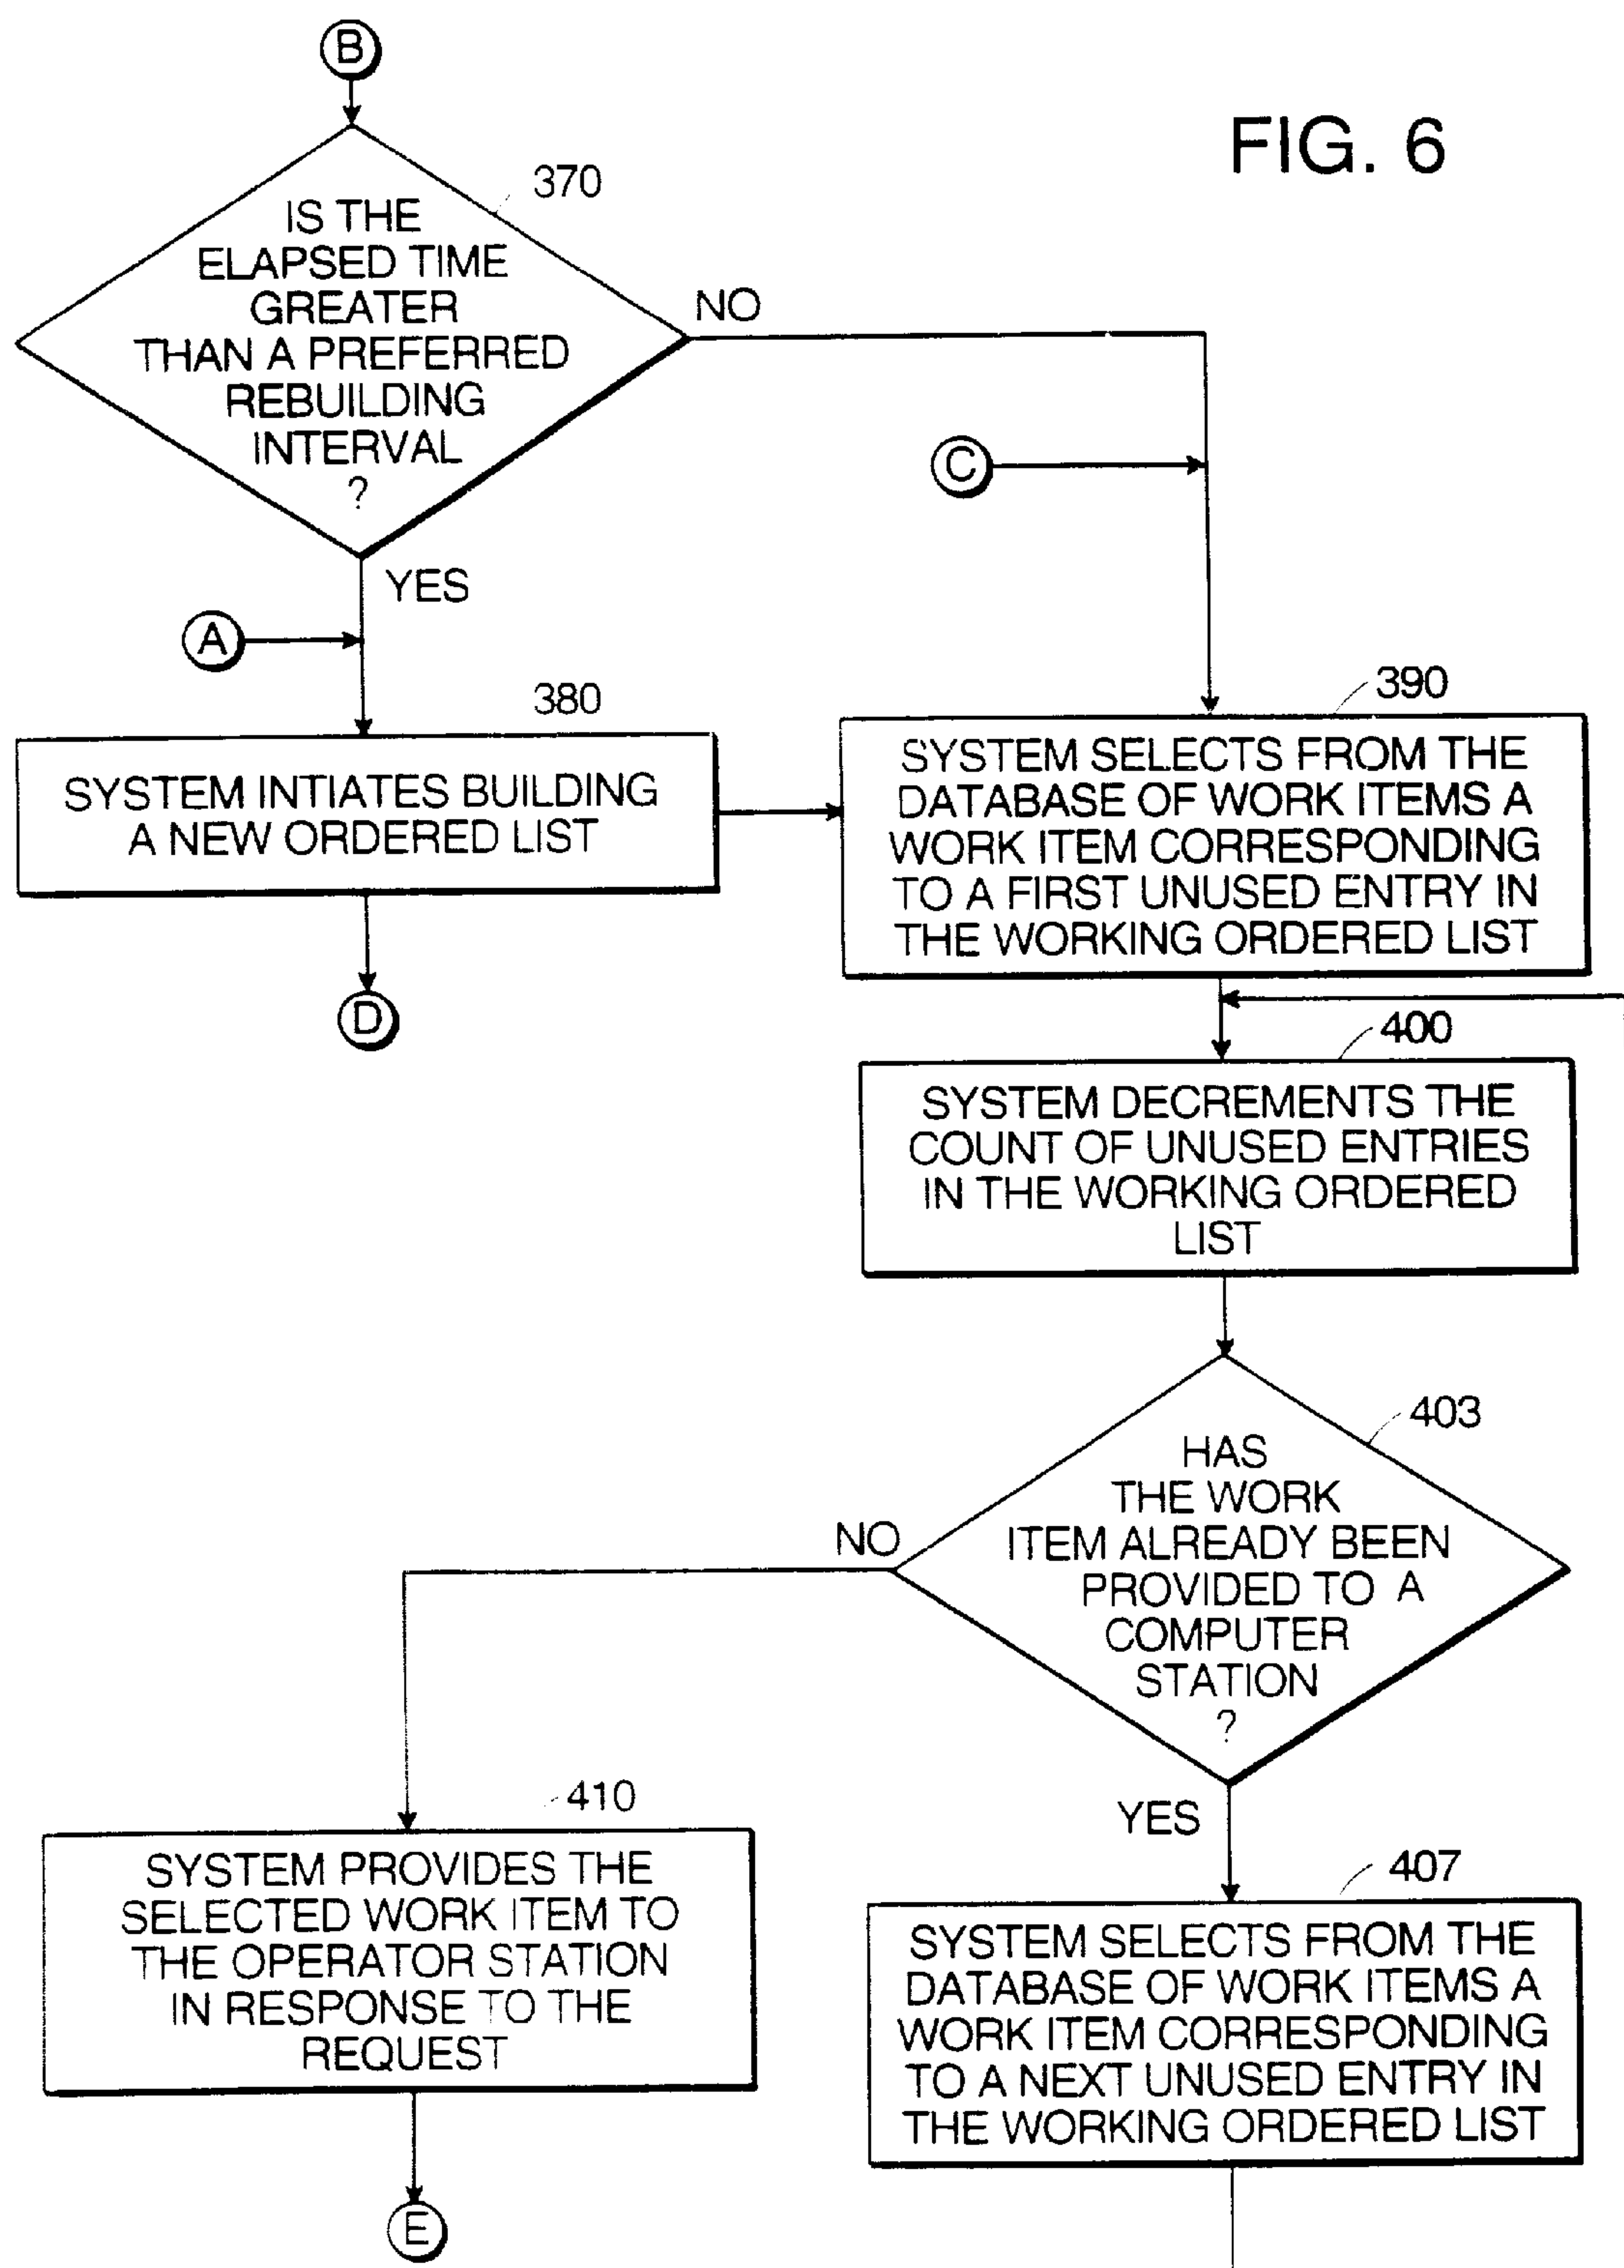 B
FIG. 6
370
IS THE
ELAPSED TIME
GREATER
THAN A PREFERRED
REBUILDING
INTERVAL
?
NO
C
YES
A
380
SYSTEM INTIATES BUILDING
A NEW ORDERED LIST
D
390
SYSTEM SELECTS FROM THE
DATABASE OF WORK ITEMS A
WORK ITEM CORRESPONDING
TO A FIRST UNUSED ENTRY IN
THE WORKING ORDERED LIST
400
SYSTEM DECREMENTS THE
COUNT OF UNUSED ENTRIES
IN THE WORKING ORDERED
LIST
403
HAS
THE WORK
ITEM ALREADY BEEN
PROVIDED TO A
COMPUTER
STATION
?
NO
YES
410
SYSTEM PROVIDES THE
SELECTED WORK ITEM TO
THE OPERATOR STATION
IN RESPONSE TO THE
REQUEST
E
407
SYSTEM SELECTS FROM THE
DATABASE OF WORK ITEMS A
WORK ITEM CORRESPONDING
TO A NEXT UNUSED ENTRY IN
THE WORKING ORDERED LIST